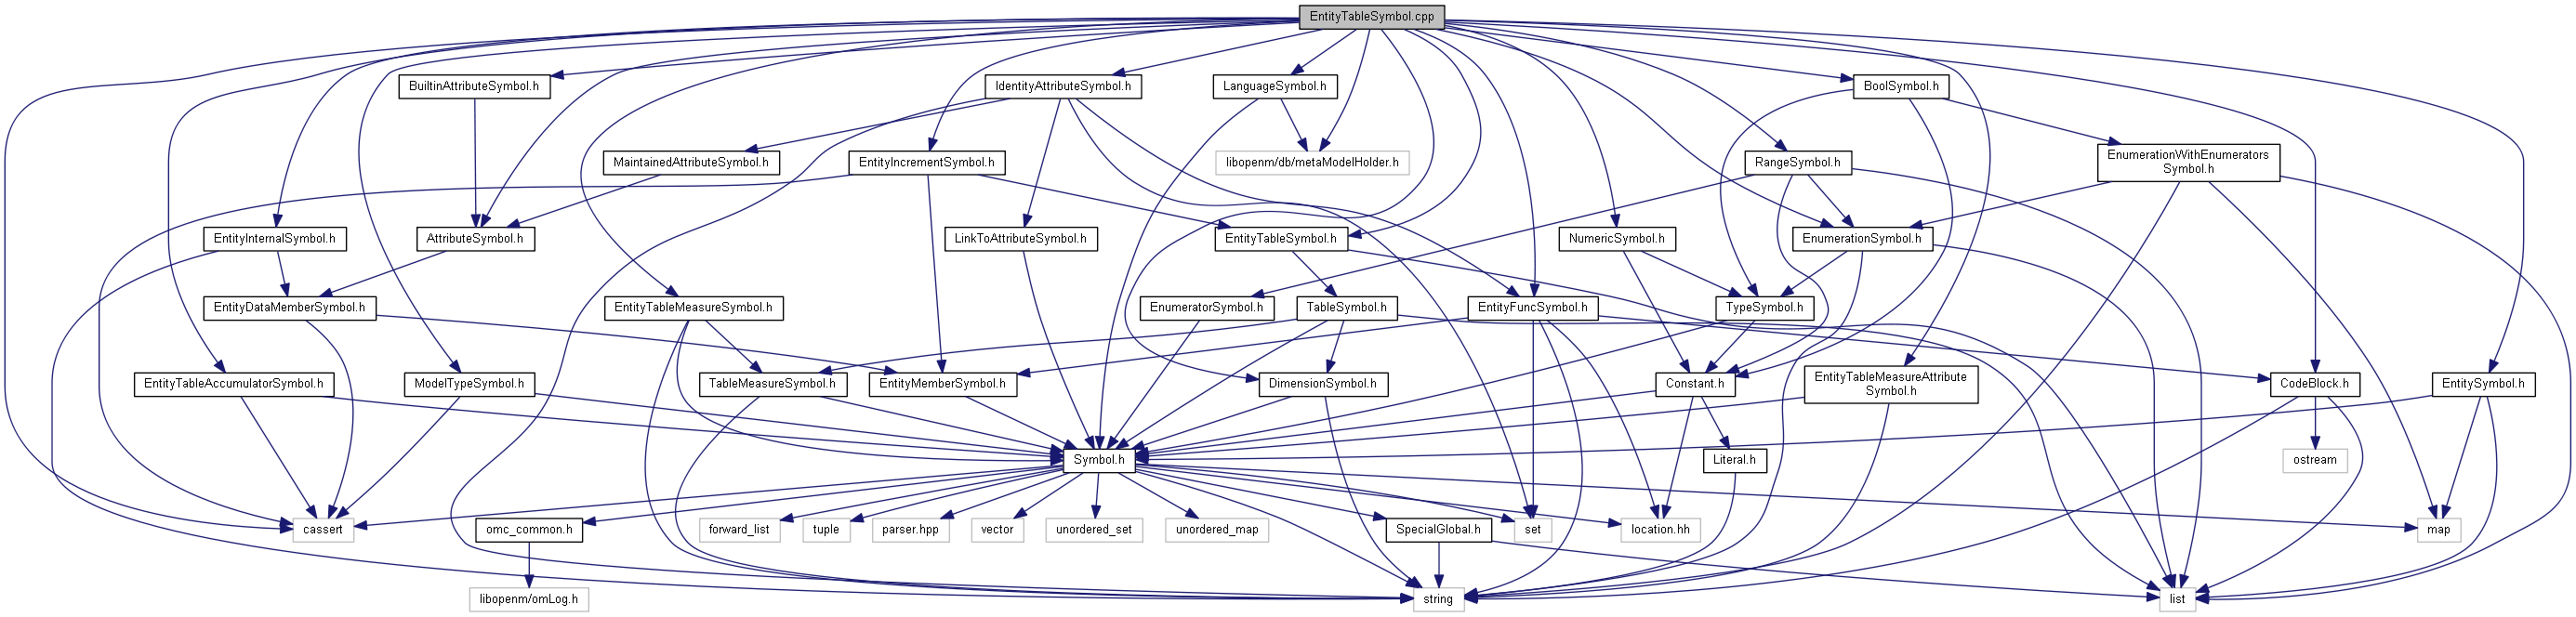 EntityTableSymbol.cpp
BuiltinAttributeSymbol.h
IdentityAttributeSymbol.h
LanguageSymbol.h
BoolSymbol.h
MaintainedAttributeSymbol.h
EntityIncrementSymbol.h
libopenm/db/metaModelHolder.h
RangeSymbol.h
EnumerationWithEnumerators
Symbol.h
EntityInternalSymbol.h
AttributeSymbol.h
LinkToAttributeSymbol.h
EntityTableSymbol.h
NumericSymbol.h
EnumerationSymbol.h
EntityDataMemberSymbol.h
EntityTableMeasureSymbol.h
EnumeratorSymbol.h
TableSymbol.h
EntityFuncSymbol.h
TypeSymbol.h
EntityTableAccumulatorSymbol.h
ModelTypeSymbol.h
TableMeasureSymbol.h
EntityMemberSymbol.h
DimensionSymbol.h
Constant.h
EntityTableMeasureAttribute
Symbol.h
CodeBlock.h
EntitySymbol.h
Symbol.h
Literal.h
ostream
cassert
omc_common.h
forward_list
tuple
parser.hpp
vector
unordered_set
unordered_map
SpecialGlobal.h
set
location.hh
map
libopenm/omLog.h
string
list